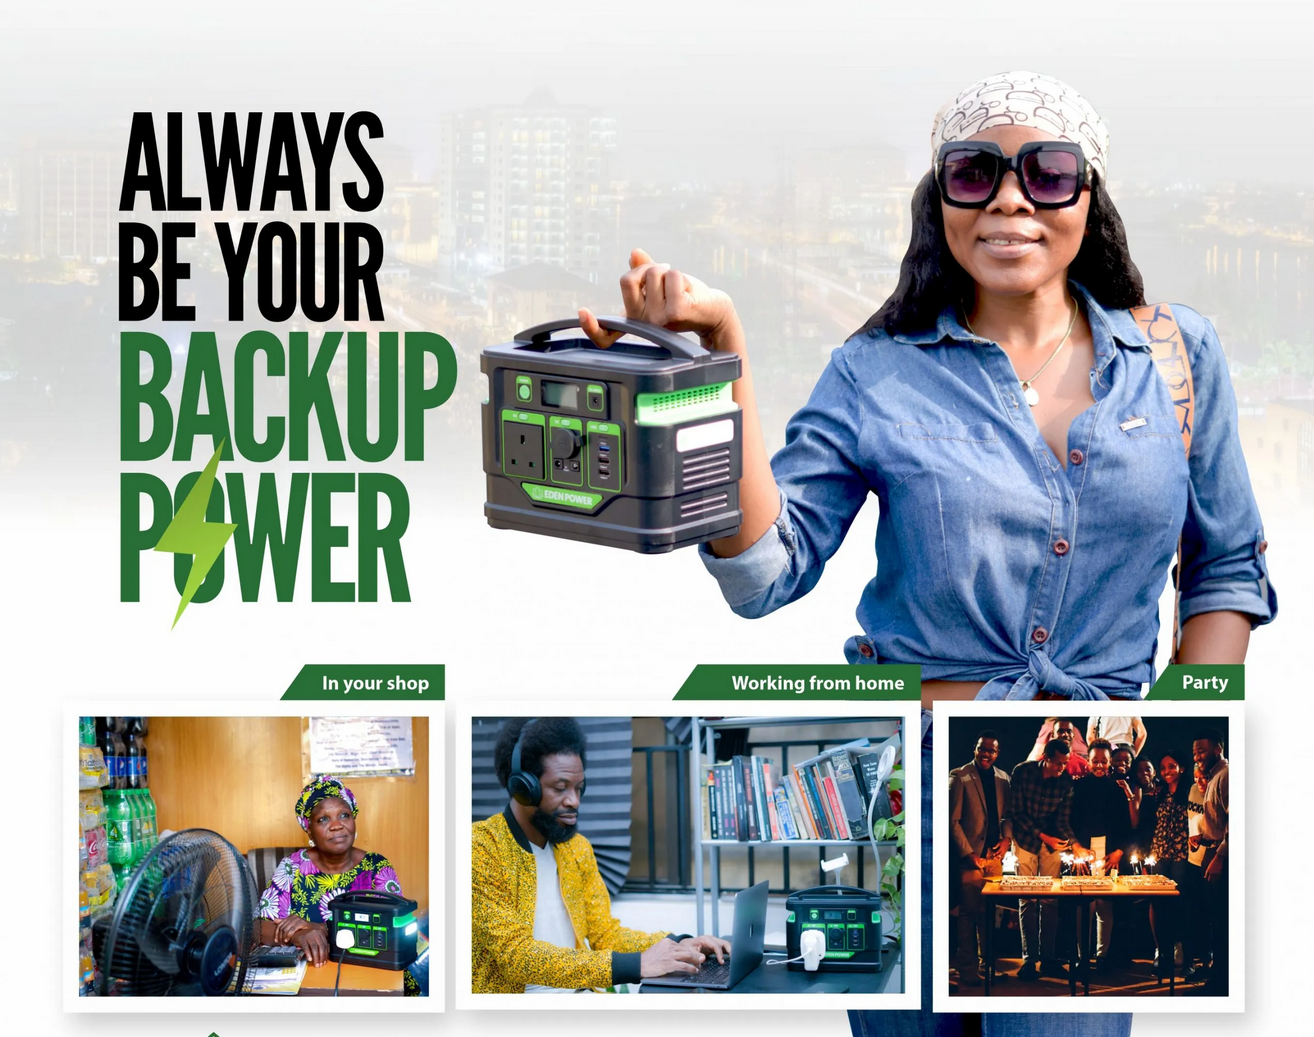 ALWAYS
BE YOUR
BACKUP
POWER
EDEN POWER
In your shop
Working from home
Party